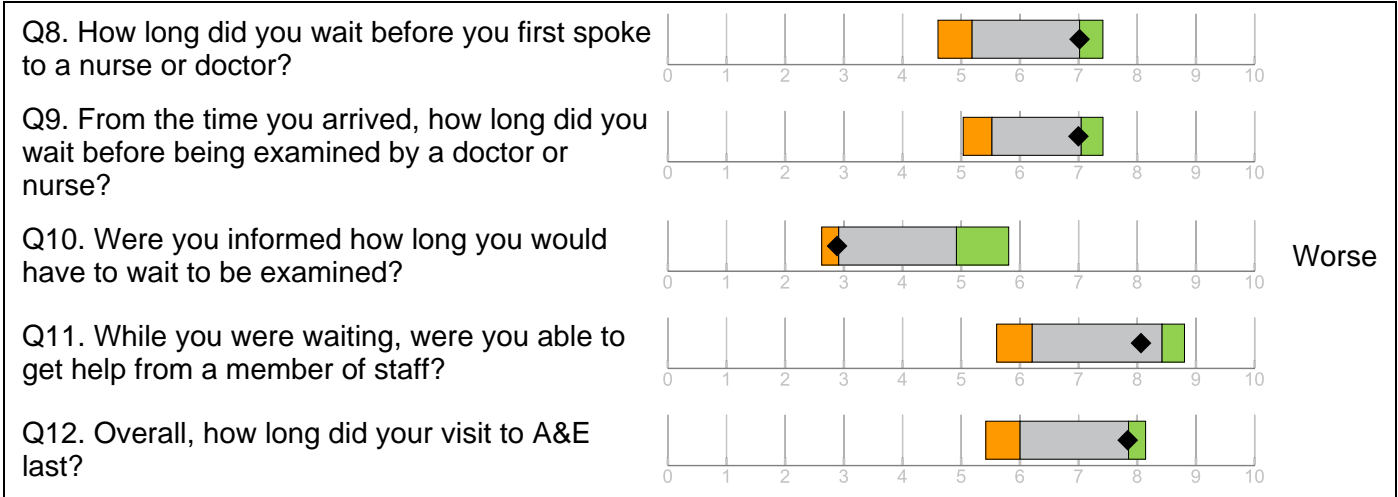 Q8. How long did you wait before you first spoke
to a nurse or doctor?
0 1 2 3 4 5 6 7 8 9 10
Q9. From the time you arrived, how long did you
wait before being examined by a doctor or
nurse?
0 1 2 3 4 5 6 7 8 9 10
Q10. Were you informed how long you would
have to wait to be examined?
0 1 2 3 4 5 6 7 8 9 10
Worse
Q11. While you were waiting, were you able to
get help from a member of staff?
0 1 2 3 4 5 6 7 8 9 10
Q12. Overall, how long did your visit to A&E
last?
0 1 2 3 4 5 6 7 8 9 10